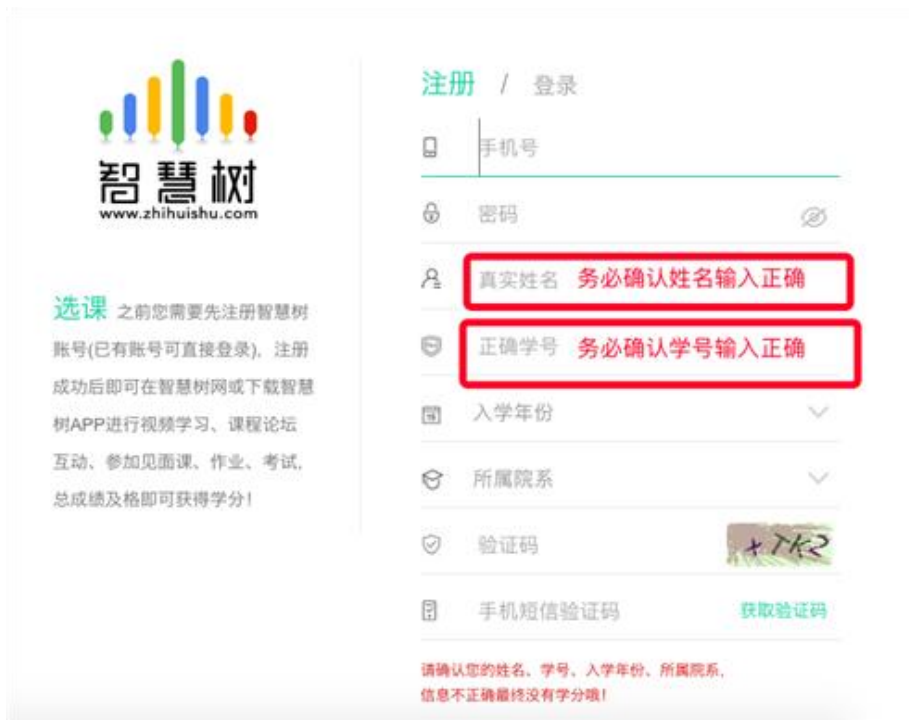 智慧树
www.zhihuishu.com
选课 之前您需要先注册智慧树
账号(已有账号可直接登录), 注册
成功后即可在智慧树网或下载智慧
树APP进行视频学习、课程论坛
互动、参加见面课、作业、考试,
总成绩及格即可获得学分!
注册 / 登录
手机号
密码
真实姓名 务必确认姓名输入正确
正确学号 务必确认学号输入正确
入学年份
所属院系
验证码
手机短信验证码 获取验证码
请确认您的姓名、学号、入学年份、所属院系,
信息不正确最终没有学分哦!